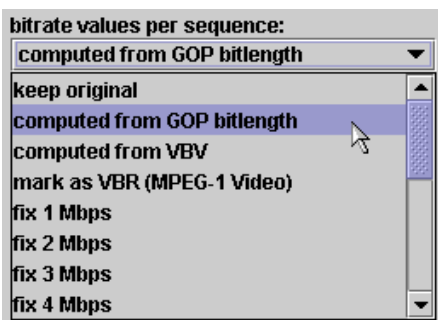 bitrate values per sequence:
computed from GOP bitlength
keep original
computed from GOP bitlength
computed from VBV
mark as VBR (MPEG-1 Video)
fix 1 Mbps
fix 2 Mbps
fix 3 Mbps
fix 4 Mbps